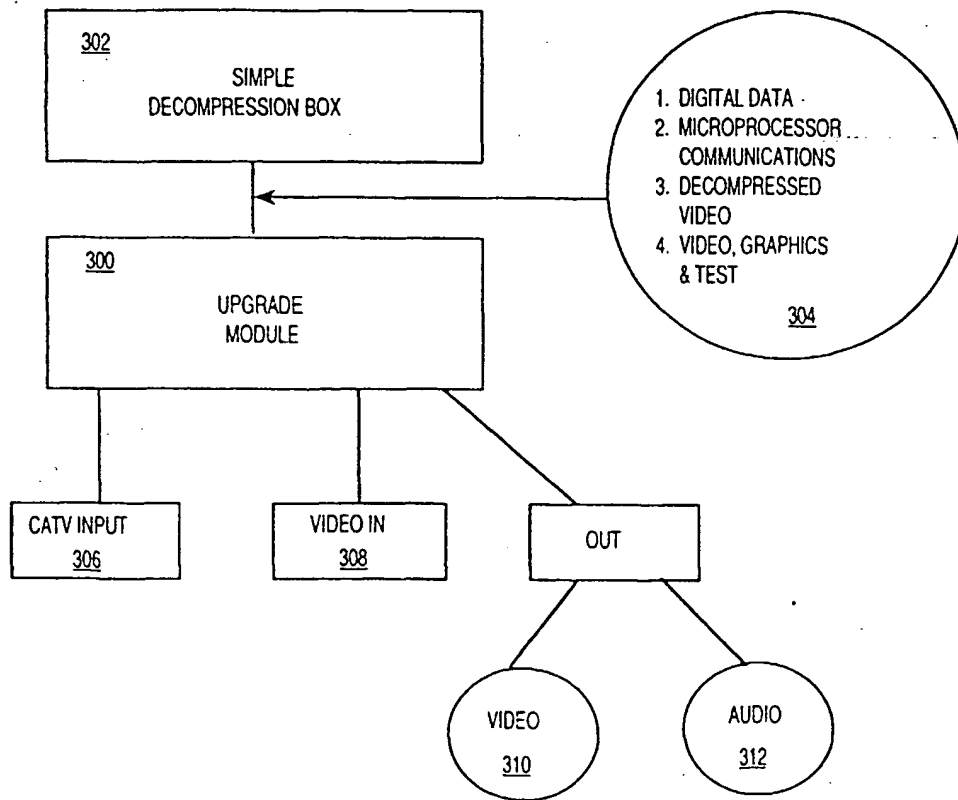 302
SIMPLE
DECOMPRESSION BOX
1. DIGITAL DATA
2. MICROPROCESSOR
COMMUNICATIONS
3. DECOMPRESSED
VIDEO
4. VIDEO, GRAPHICS
& TEST
304
300
UPGRADE
MODULE
CATV INPUT
306
VIDEO IN
308
OUT
VIDEO
310
AUDIO
312